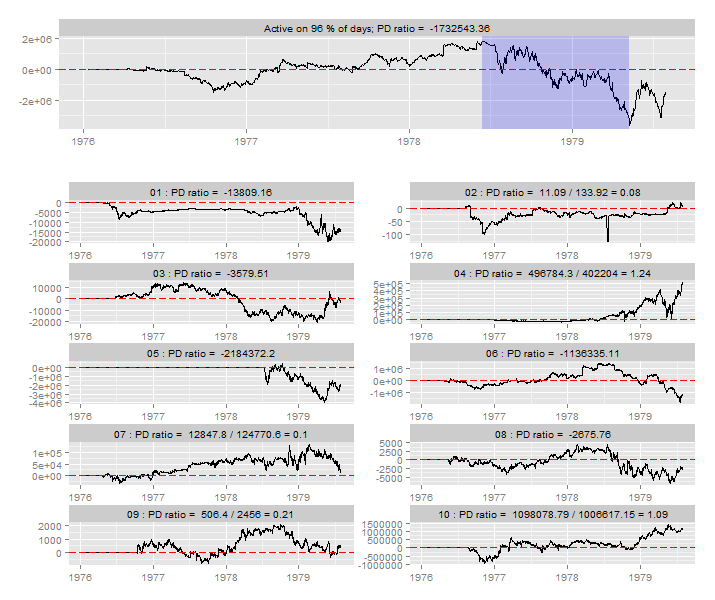 Active on 96 % of days; PD ratio = -1732543.36
2e+06
0e+00
-2e+06
1976 1977 1978 1979
01 : PD ratio = -13809.16
0
-5000
-10000
-15000
-20000
1976 1977 1978 1979
02 : PD ratio = 11.09 / 133.92 = 0.08
0
-50
-100
1976 1977 1978 1979
03 : PD ratio = -3579.51
10000
0
-10000
-20000
1976 1977 1978 1979
04 : PD ratio = 496784.3 / 402204 = 1.24
5e+05
4e+05
3e+05
2e+05
1e+05
0e+00
1976 1977 1978 1979
05 : PD ratio = -2184372.2
0e+00
-1e+06
-2e+06
-3e+06
-4e+06
1976 1977 1978 1979
06 : PD ratio = -1136335.11
1e+06
0e+00
-1e+06
1976 1977 1978 1979
07 : PD ratio = 12847.8 / 124770.6 = 0.1
1e+05
5e+04
0e+00
1976 1977 1978 1979
08 : PD ratio = -2675.76
5000
2500
0
-2500
-5000
1976 1977 1978 1979
09 : PD ratio = 506.4 / 2456 = 0.21
2000
1000
0
1976 1977 1978 1979
10 : PD ratio = 1098078.79 / 1006617.15 = 1.09
1500000
1000000
500000
0
-500000
-1000000
1976 1977 1978 1979